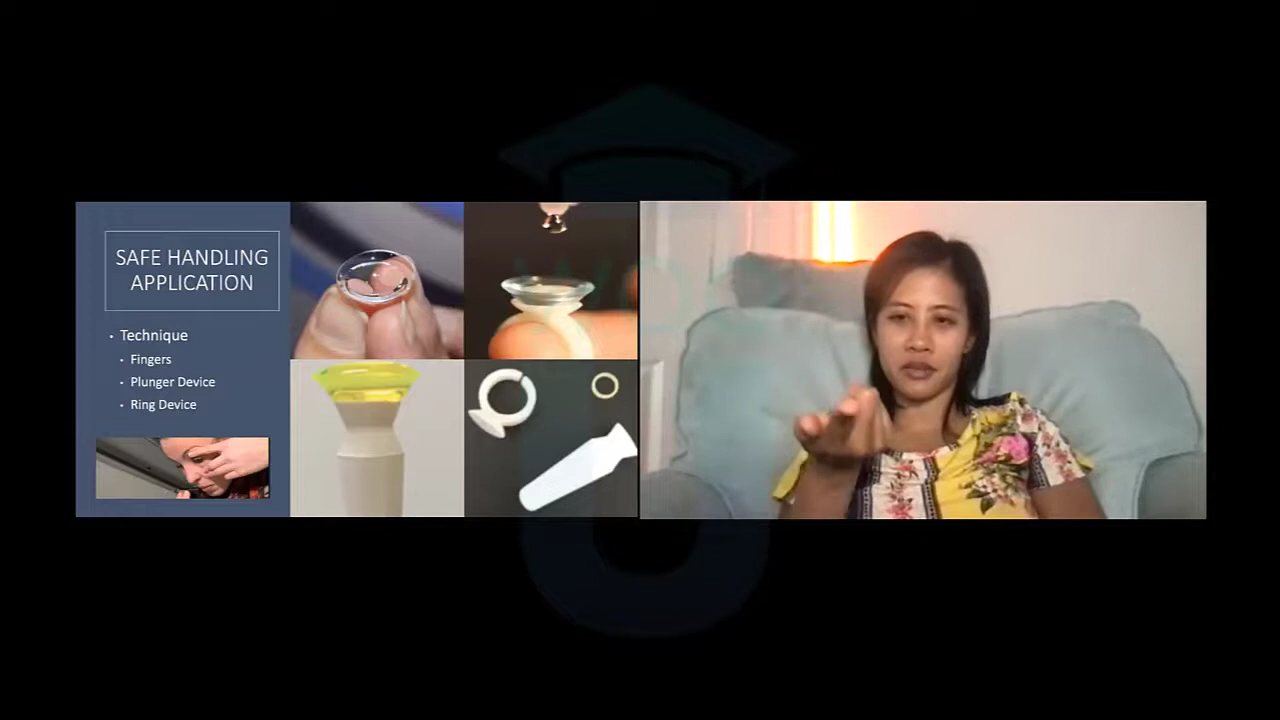 SAFE HANDLING
APPLICATION
• Technique
• Fingers
• Plunger Device
• Ring Device